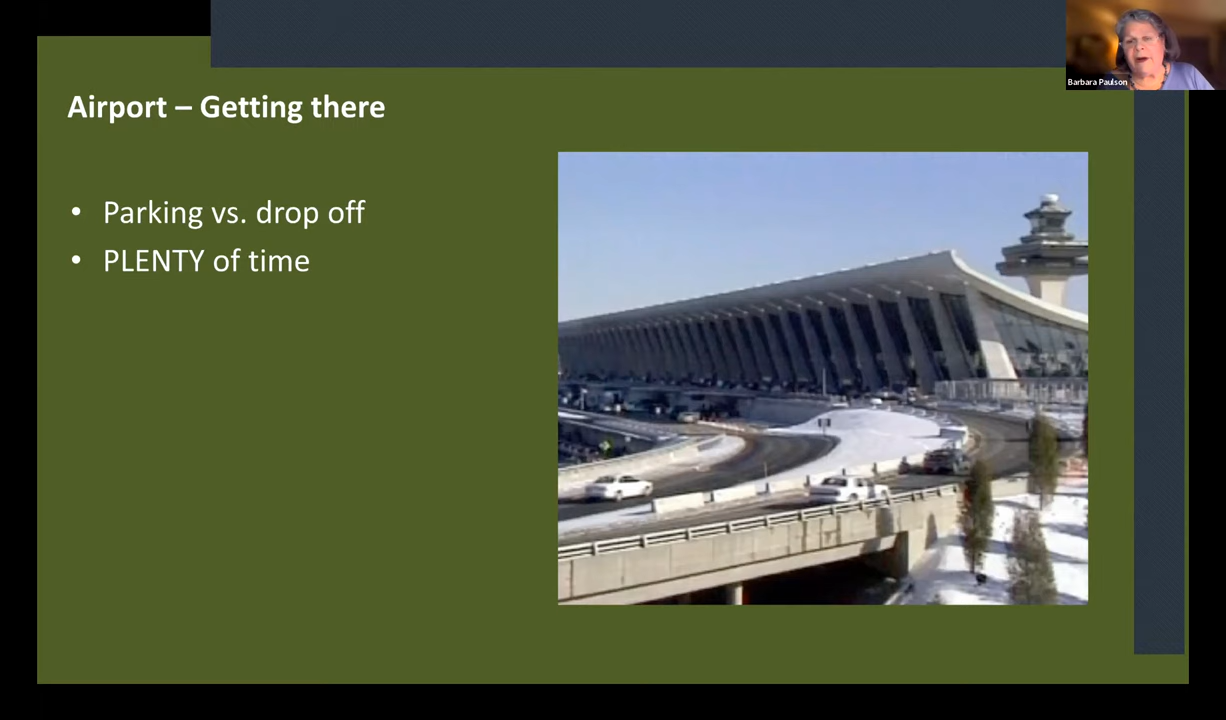 Barbara Paulson
Airport – Getting there
• Parking vs. drop off
• PLENTY of time